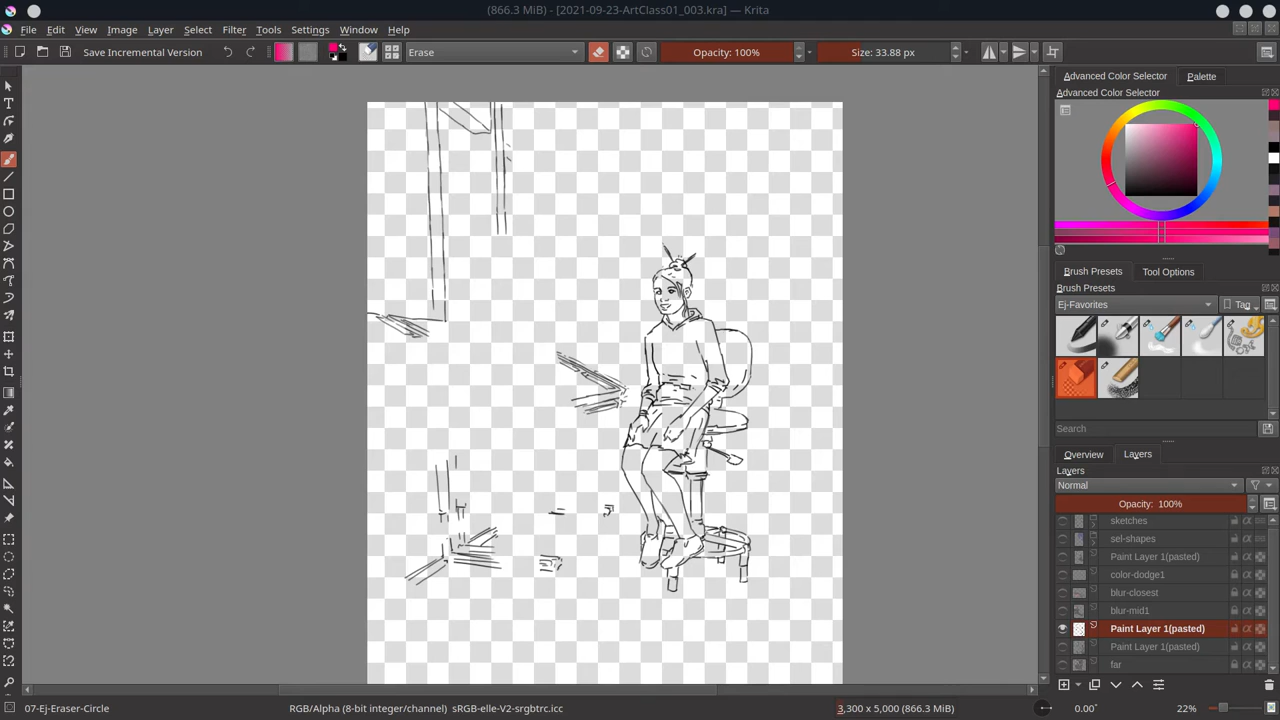 (866.3 MiB) - [2021-09-23-ArtClass01_003.kra] — Krita
File Edit View Image Layer Select Filter Tools Settings Window Help
Save Incremental Version Erase Opacity: 100% Size: 33.88 px
Advanced Color Selector Palette
Advanced Color Selector
Brush Presets Tool Options
Brush Presets
Ej-Favorites Tag
Search
Overview Layers
Layers
Normal
Opacity: 100%
sketches
sel-shapes
Paint Layer 1(pasted)
color-dodge1
blur-closest
blur-mid1
Paint Layer 1(pasted)
Paint Layer 1(pasted)
far
07-Ej-Eraser-Circle RGB/Alpha (8-bit integer/channel) sRGB-elle-V2-srgbtrc.icc 3,300 x 5,000 (866.3 MiB) 0.00° 22%